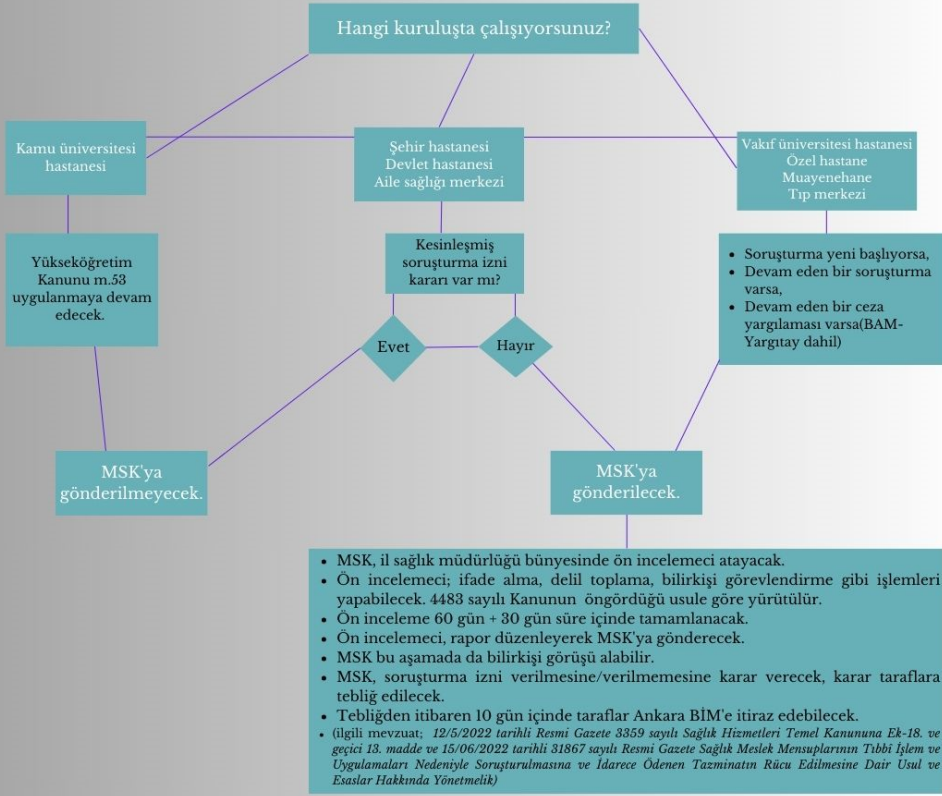 Hangi kuruluşta çalışıyorsunuz?
Kamu üniversitesi
hastanesi
Şehir hastanesi
Devlet hastanesi
Aile sağlığı merkezi
Vakıf üniversitesi hastanesi
Özel hastane
Muayenehane
Tıp merkezi
Yükseköğretim
Kanunu m.53
uygulanmaya devam
edecek.
Kesinleşmiş
soruşturma izni
kararı var mı?
• Soruşturma yeni başlıyorsa,
• Devam eden bir soruşturma
varsa,
• Devam eden bir ceza
yargılaması varsa(BAM-
Yargıtay dahil)
Evet
Hayır
MSK'ya
gönderilmeyecek.
MSK'ya
gönderilecek.
• MSK, il sağlık müdürlüğü bünyesinde ön incelemeci atayacak.
• Ön incelemeci; ifade alma, delil toplama, bilirkişi görevlendirme gibi işlemleri
yapabilecek. 4483 sayılı Kanunun öngördüğü usule göre yürütülür.
• Ön inceleme 60 gün + 30 gün süre içinde tamamlanacak.
• Ön incelemeci, rapor düzenleyerek MSK'ya gönderecek.
• MSK bu aşamada da bilirkişi görüşü alabilir.
• MSK, soruşturma izni verilmesine/verilmemesine karar verecek, karar taraflara
tebliğ edilecek.
• Tebliğden itibaren 10 gün içinde taraflar Ankara BİM'e itiraz edebilecek.
• (ilgili mevzuat; 12/5/2022 tarihli Resmi Gazete 3359 sayılı Sağlık Hizmetleri Temel Kanununa Ek-18. ve
geçici 13. madde ve 15/06/2022 tarihli 31867 sayılı Resmi Gazete Sağlık Meslek Mensuplarının Tıbbi İşlem ve
Uygulamaları Nedeniyle Soruşturulmasına ve İdarece Ödenen Tazminatın Rücu Edilmesine Dair Usul ve
Esaslar Hakkında Yönetmelik)